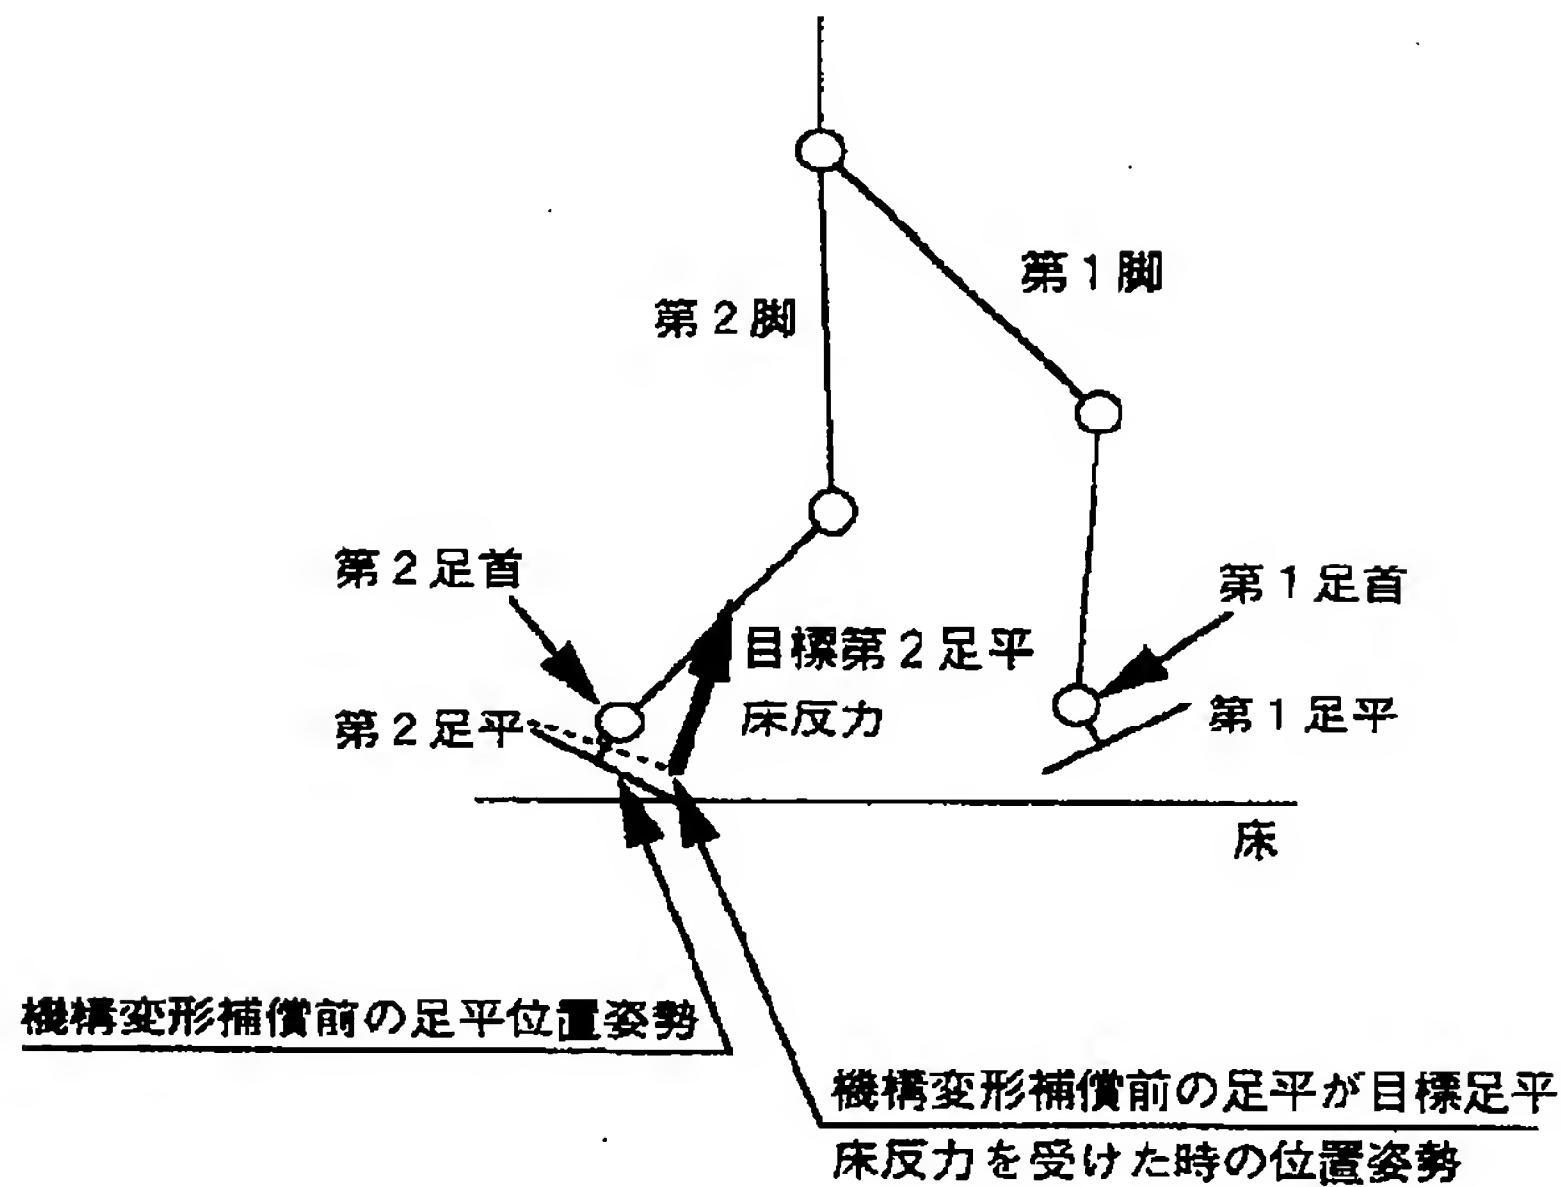 第1脚
第2脚
第2足首
第1足首
目標第2足平
床反力
第2足平
第1足平
床
機構変形補償前の足平位置姿勢
機構変形補償前の足平が目標足平
床反力を受けた時の位置姿勢